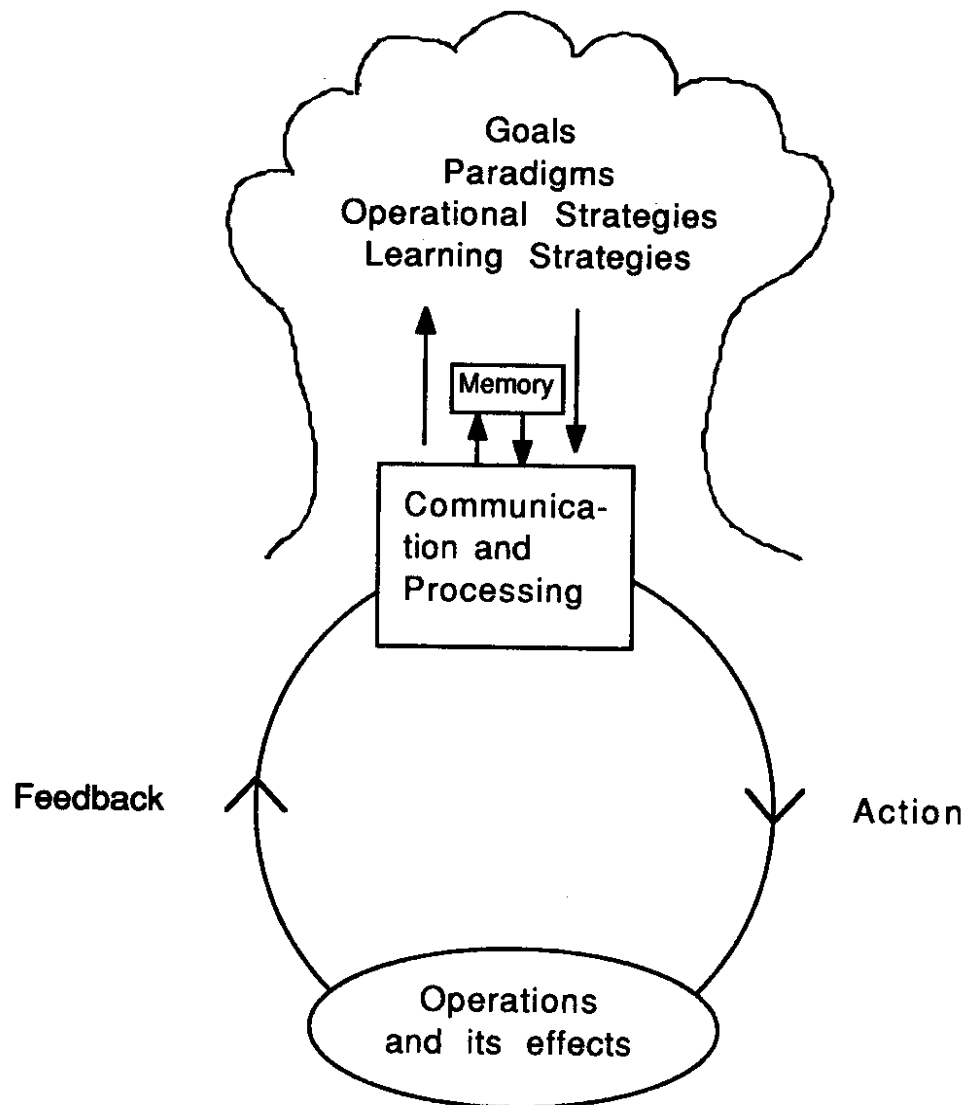 Goals
Paradigms
Operational Strategies
Learning Strategies
Memory
Communica-
tion and
Processing
Feedback
Action
Operations
and its effects